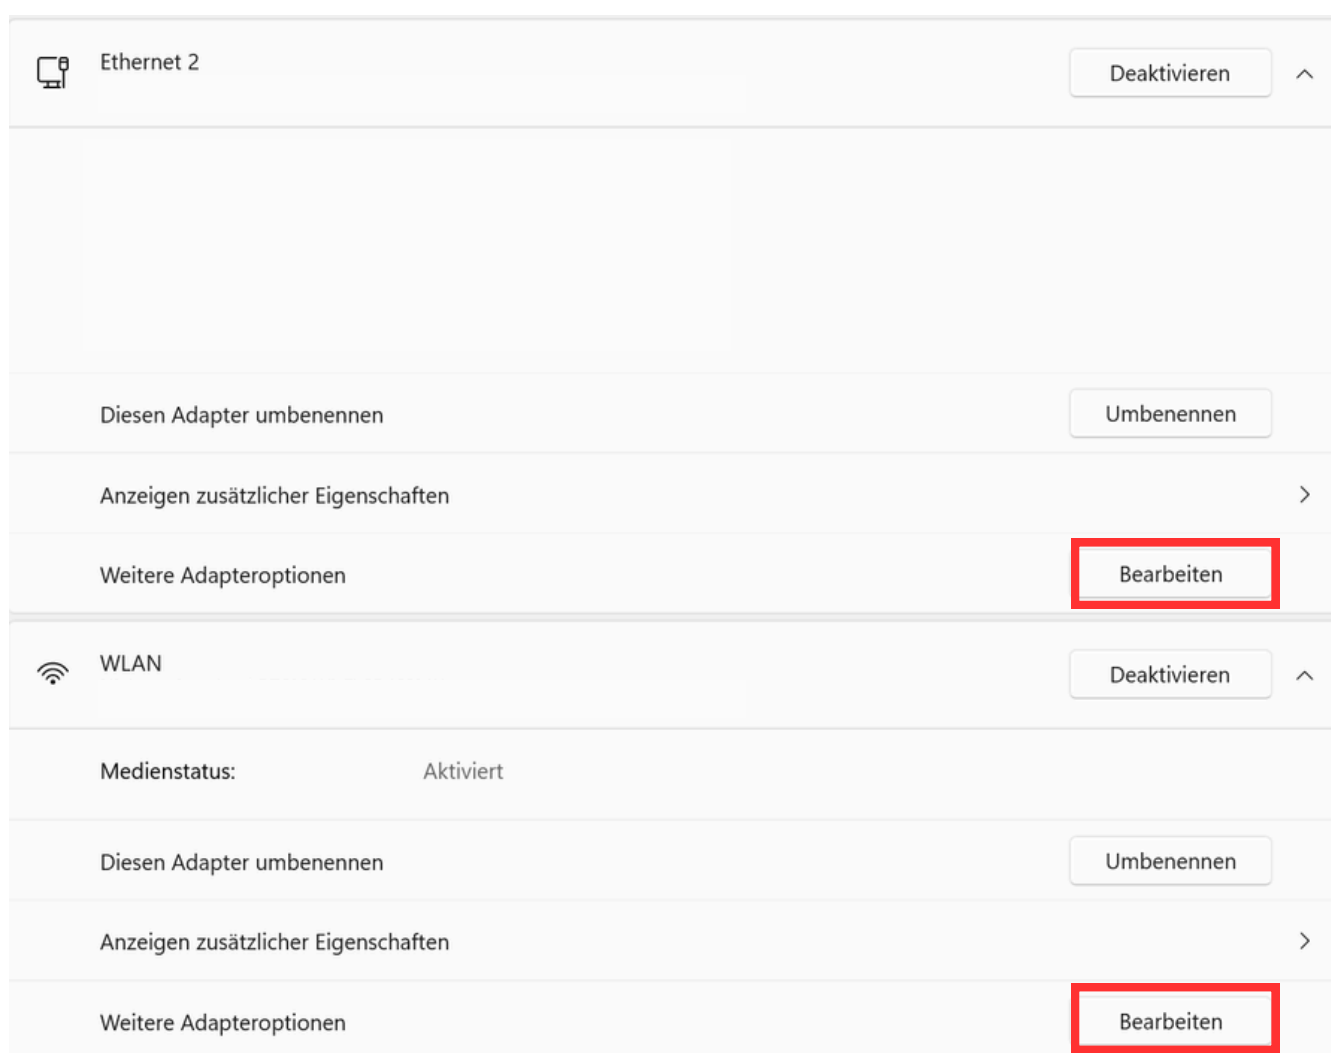 Ethernet 2
Deaktivieren
Diesen Adapter umbenennen
Umbenennen
Anzeigen zusätzlicher Eigenschaften
Weitere Adapteroptionen
Bearbeiten
WLAN
Deaktivieren
Medienstatus:
Aktiviert
Diesen Adapter umbenennen
Umbenennen
Anzeigen zusätzlicher Eigenschaften
Weitere Adapteroptionen
Bearbeiten